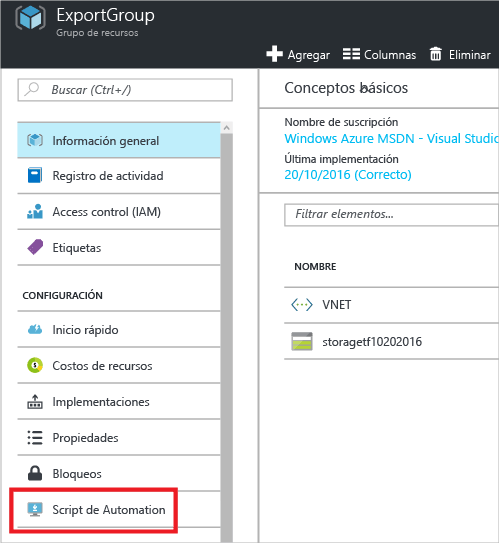 ExportGroup
Grupo de recursos
Agregar Columnas Eliminar
Buscar (Ctrl+/)
Información general
Registro de actividad
Access control (IAM)
Etiquetas
CONFIGURACIÓN
Inicio rápido
Costos de recursos
Implementaciones
Propiedades
Bloqueos
Script de Automation
Conceptos básicos
Nombre de suscripción
Windows Azure MSDN - Visual Studio
Última implementación
20/10/2016 (Correcto)
Filtrar elementos...
NOMBRE
VNET
storagetf10202016